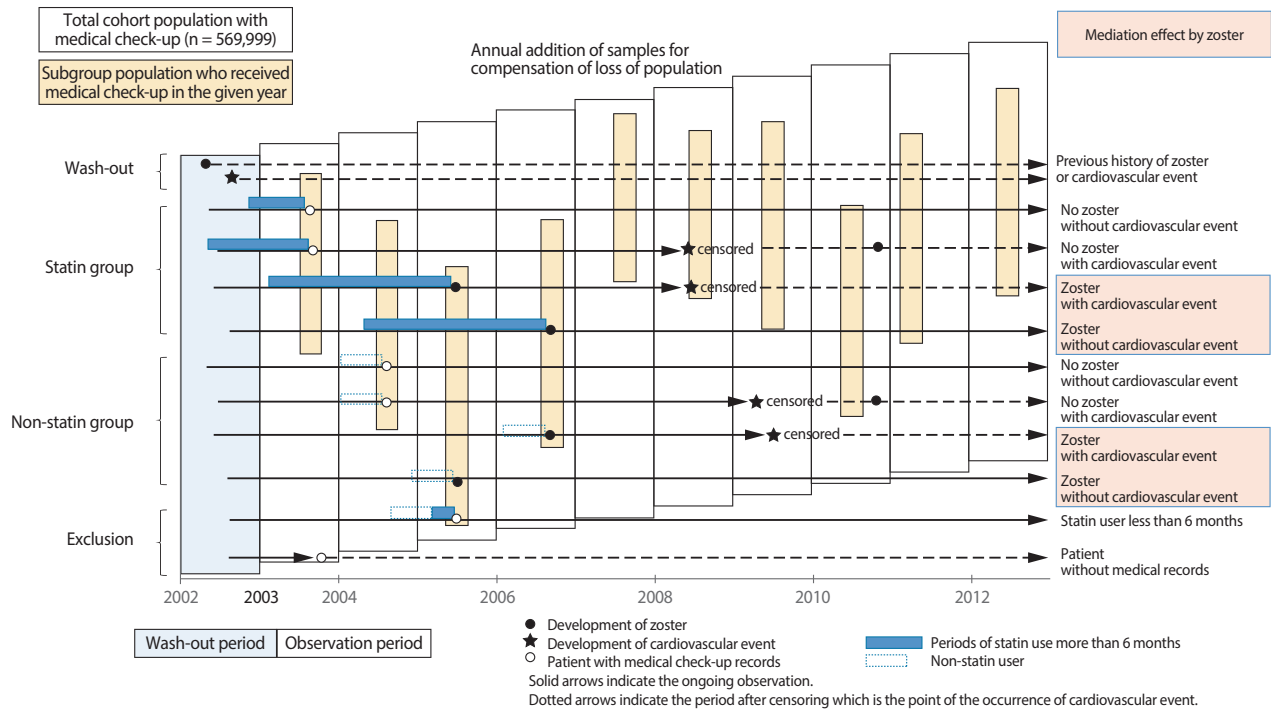 Total cohort population with
medical check-up (n = 569,999)
Subgroup population who received
medical check-up in the given year
Annual addition of samples for
compensation of loss of population
Mediation effect by zoster
Wash-out
Previous history of zoster
or cardiovascular event
Statin group
No zoster
without cardiovascular event
censored
No zoster
with cardiovascular event
censored
Zoster
with cardiovascular event
Zoster
without cardiovascular event
Non-statin group
No zoster
without cardiovascular event
censored
No zoster
with cardiovascular event
censored
Zoster
with cardiovascular event
Zoster
without cardiovascular event
Exclusion
Statin user less than 6 months
Patient
without medical records
2002 2003 2004 2006 2008 2010 2012
Wash-out period Observation period
Development of zoster
Development of cardiovascular event
Patient with medical check-up records
Periods of statin use more than 6 months
Non-statin user
Solid arrows indicate the ongoing observation.
Dotted arrows indicate the period after censoring which is the point of the occurrence of cardiovascular event.